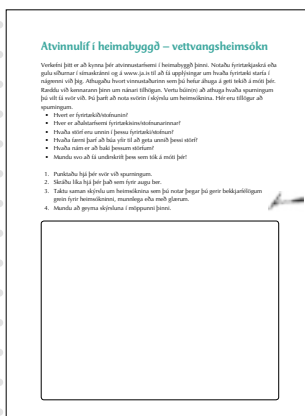 Atvinnulíf í heimabyggð – vettvangsheimsókn
Verkefni þitt er að kynna þér atvinnustarfsemi í heimabyggð þinni. Notaðu fyrirtækjaskrá eða
gulu síðurnar í símaskránni og á www.ja.is til að fá upplýsingar um hvaða fyrirtæki starfa í
nágrenni við þig. Athugaðu hvort vinnustaðurinn sem þú hefur áhuga á geti tekið á móti þér.
Ræddu við kennarann þinn um nánari tilhögun. Vertu búin(n) að athuga hvaða spurningum
þú vilt fá svör við. Þú þarft að nota svörin í skýrslu um heimsóknina. Hér eru tillögur að
spurningum.
• Hvert er fyrirtækið/stofnunin?
• Hver er aðalstarfsemi fyrirtækisins/stofnunarinnar?
• Hvaða störf eru unnin í þessu fyrirtæki/stofnun?
• Hvaða færni þarf að búa yfir til að geta unnið þessi störf?
• Hvaða nám er að baki þessum störfum?
• Mundu svo að fá undirskrift þess sem tók á móti þér!
1. Punktaðu hjá þér svör við spurningum.
2. Skráðu líka hjá þér það sem fyrir augu ber.
3. Taktu saman skýrslu um heimsóknina sem þú notar þegar þú gerir bekkjarfélögum
grein fyrir heimsókninni, munnlega eða með glærum.
4. Mundu að geyma skýrsluna í möppunni þinni.